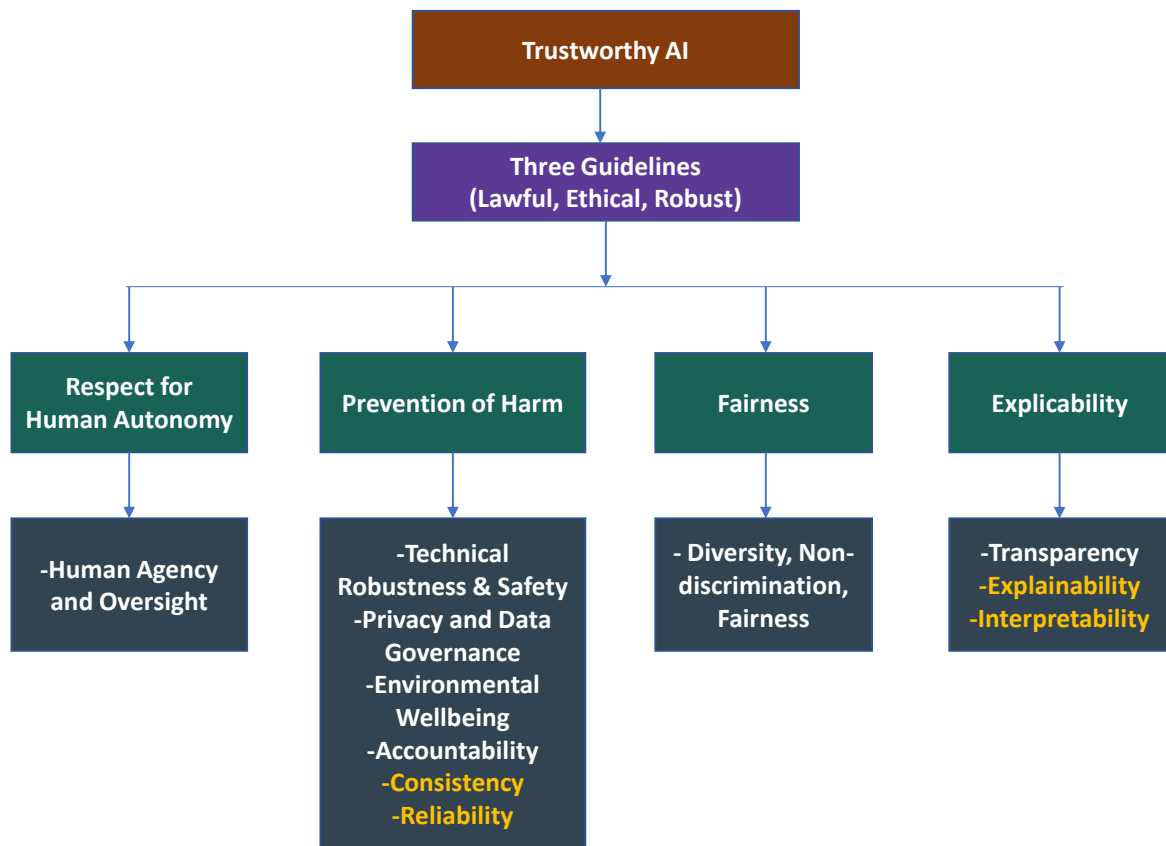 Trustworthy AI
Three Guidelines
(Lawful, Ethical, Robust)
Respect for
Human Autonomy
Prevention of Harm
Fairness
Explicability
-Human Agency
and Oversight
-Technical
Robustness & Safety
-Privacy and Data
Governance
-Environmental
Wellbeing
-Accountability
-Consistency
-Reliability
- Diversity, Non-
discrimination,
Fairness
-Transparency
-Explainability
-Interpretability